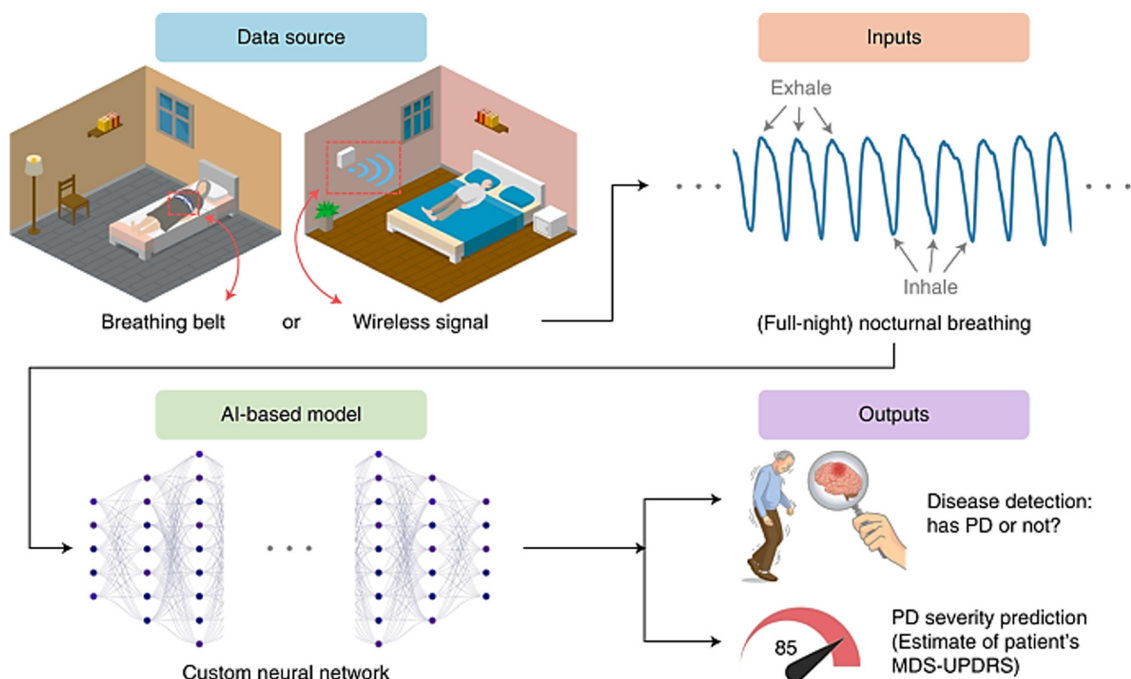 Data source
Inputs
Exhale
Inhale
Breathing belt or Wireless signal
(Full-night) nocturnal breathing
AI-based model
Outputs
Disease detection:
has PD or not?
PD severity prediction
(Estimate of patient's
MDS-UPDRS)
85
Custom neural network